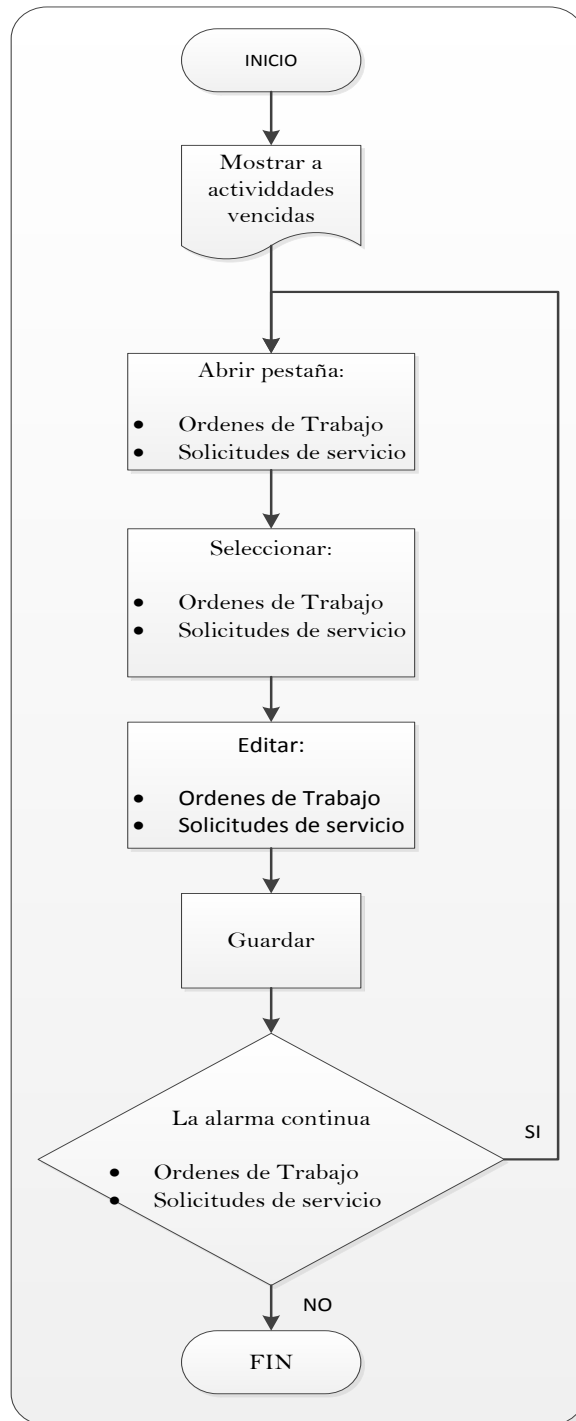 INICIO
Mostrar a
actividdades
vencidas
Abrir pestaña:
• Ordenes de Trabajo
• Solicitudes de servicio
Seleccionar:
• Ordenes de Trabajo
• Solicitudes de servicio
Editar:
• Ordenes de Trabajo
• Solicitudes de servicio
Guardar
La alarma continua
• Ordenes de Trabajo
• Solicitudes de servicio
SI
NO
FIN